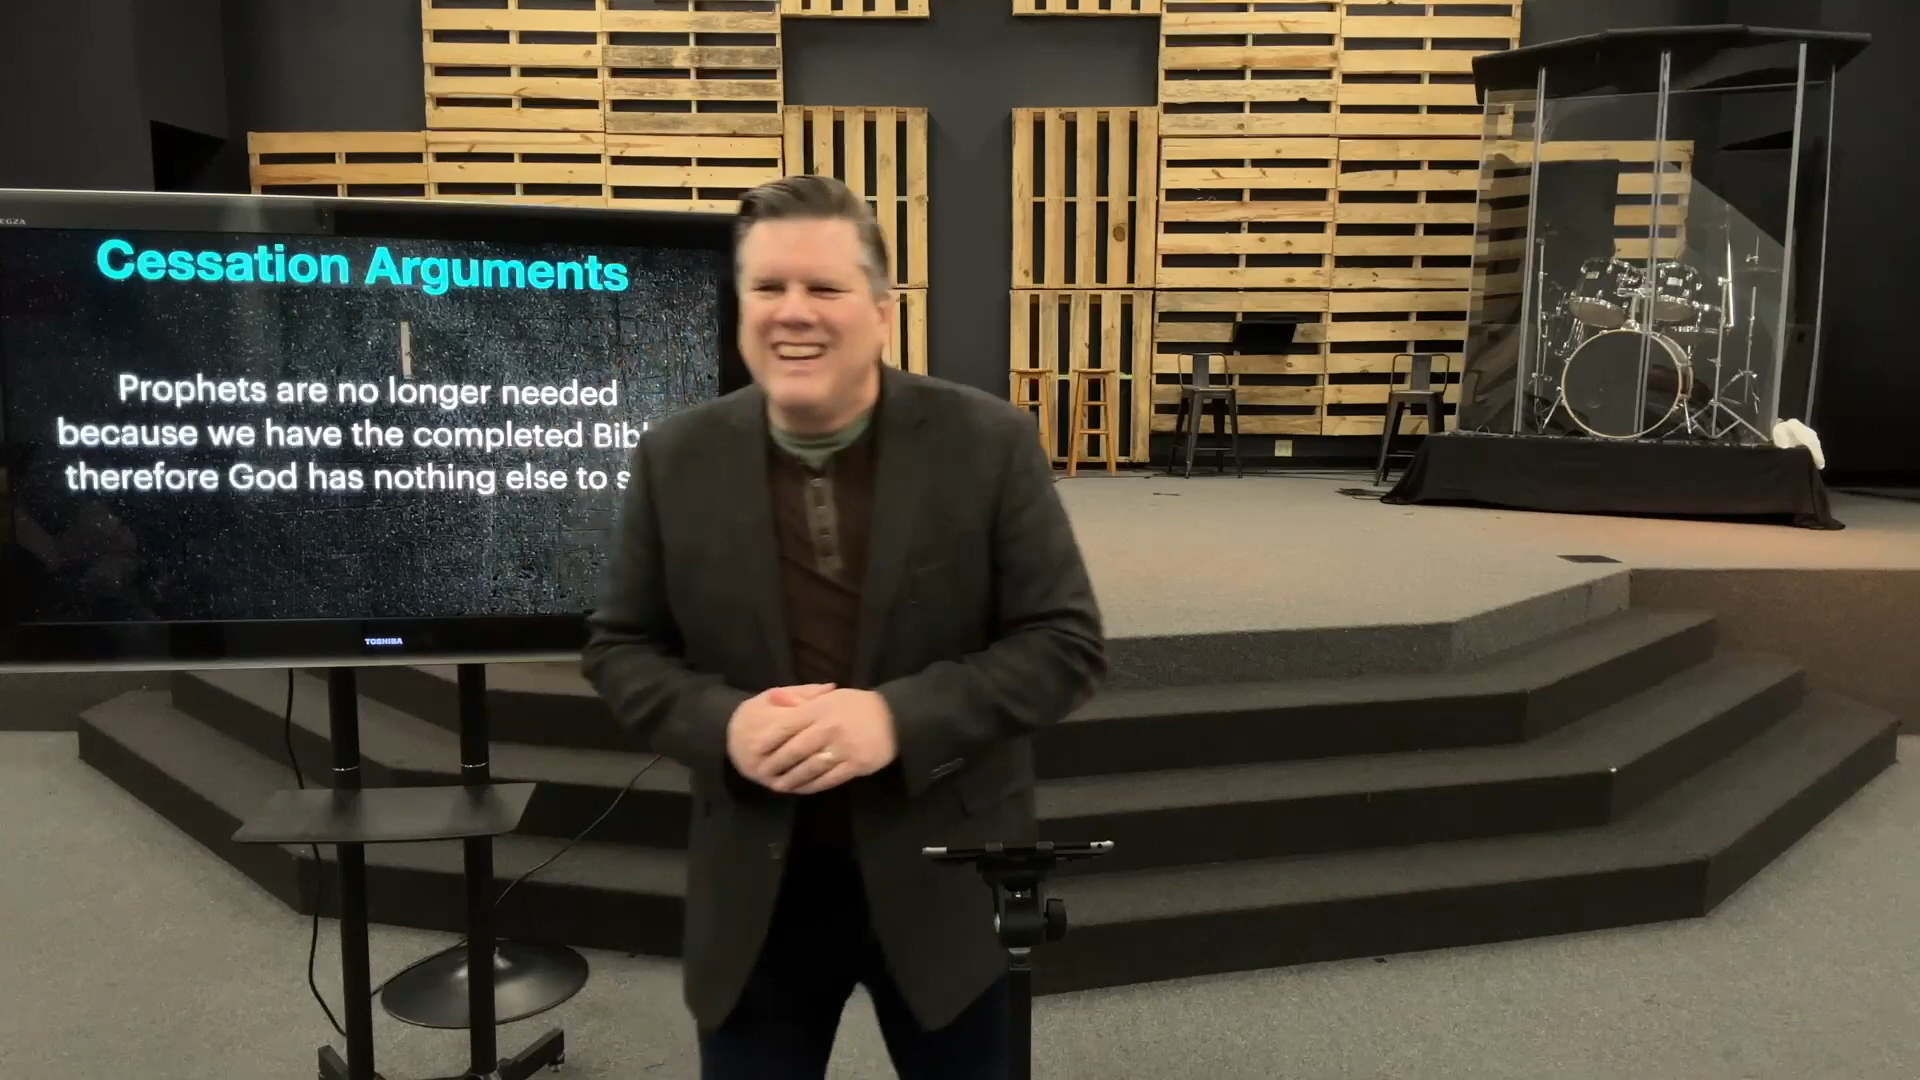 EGZA
Cessation Arguments
Prophets are no longer needed
because we have the completed
therefore God has nothing else to
TOSHIBA